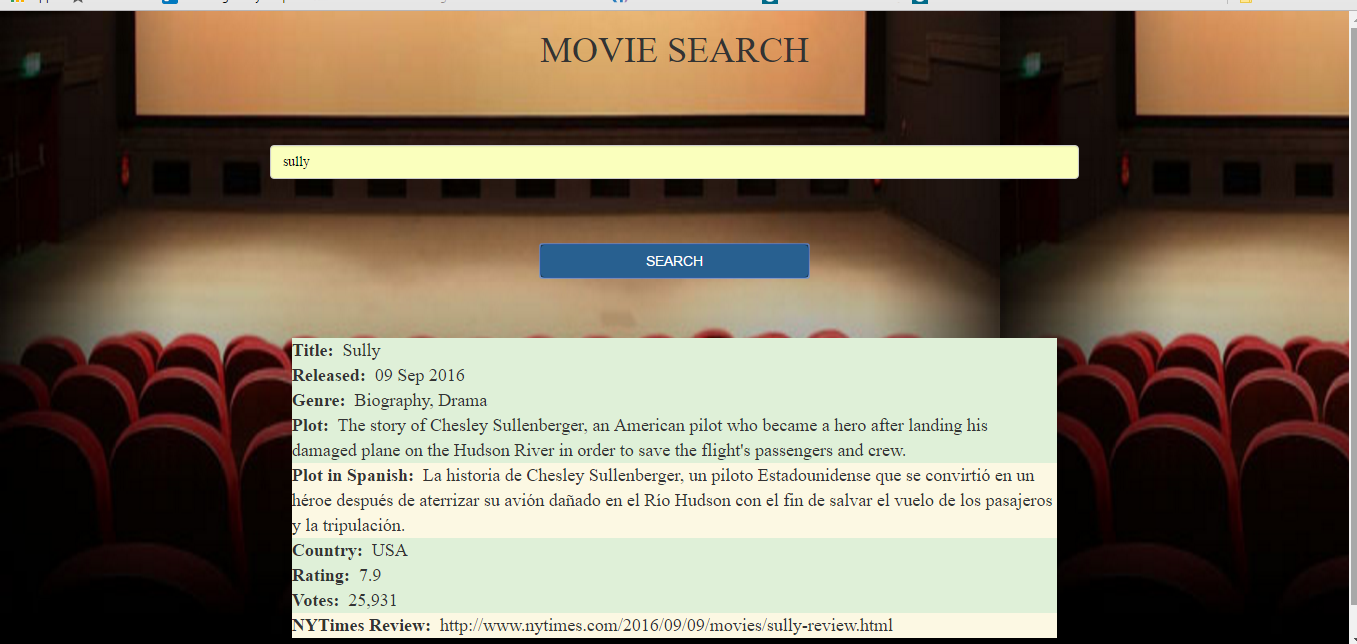 MOVIE SEARCH
sully
SEARCH
Title: Sully
Released: 09 Sep 2016
Genre: Biography, Drama
Plot: The story of Chesley Sullenberger, an American pilot who became a hero after landing his
damaged plane on the Hudson River in order to save the flight's passengers and crew.
Plot in Spanish: La historia de Chesley Sullenberger, un piloto Estadounidense que se convirtió en un
héroe después de aterrizar su avión dañado en el Río Hudson con el fin de salvar el vuelo de los pasajeros
y la tripulación.
Country: USA
Rating: 7.9
Votes: 25,931
NYTimes Review: http://www.nytimes.com/2016/09/09/movies/sully-review.html